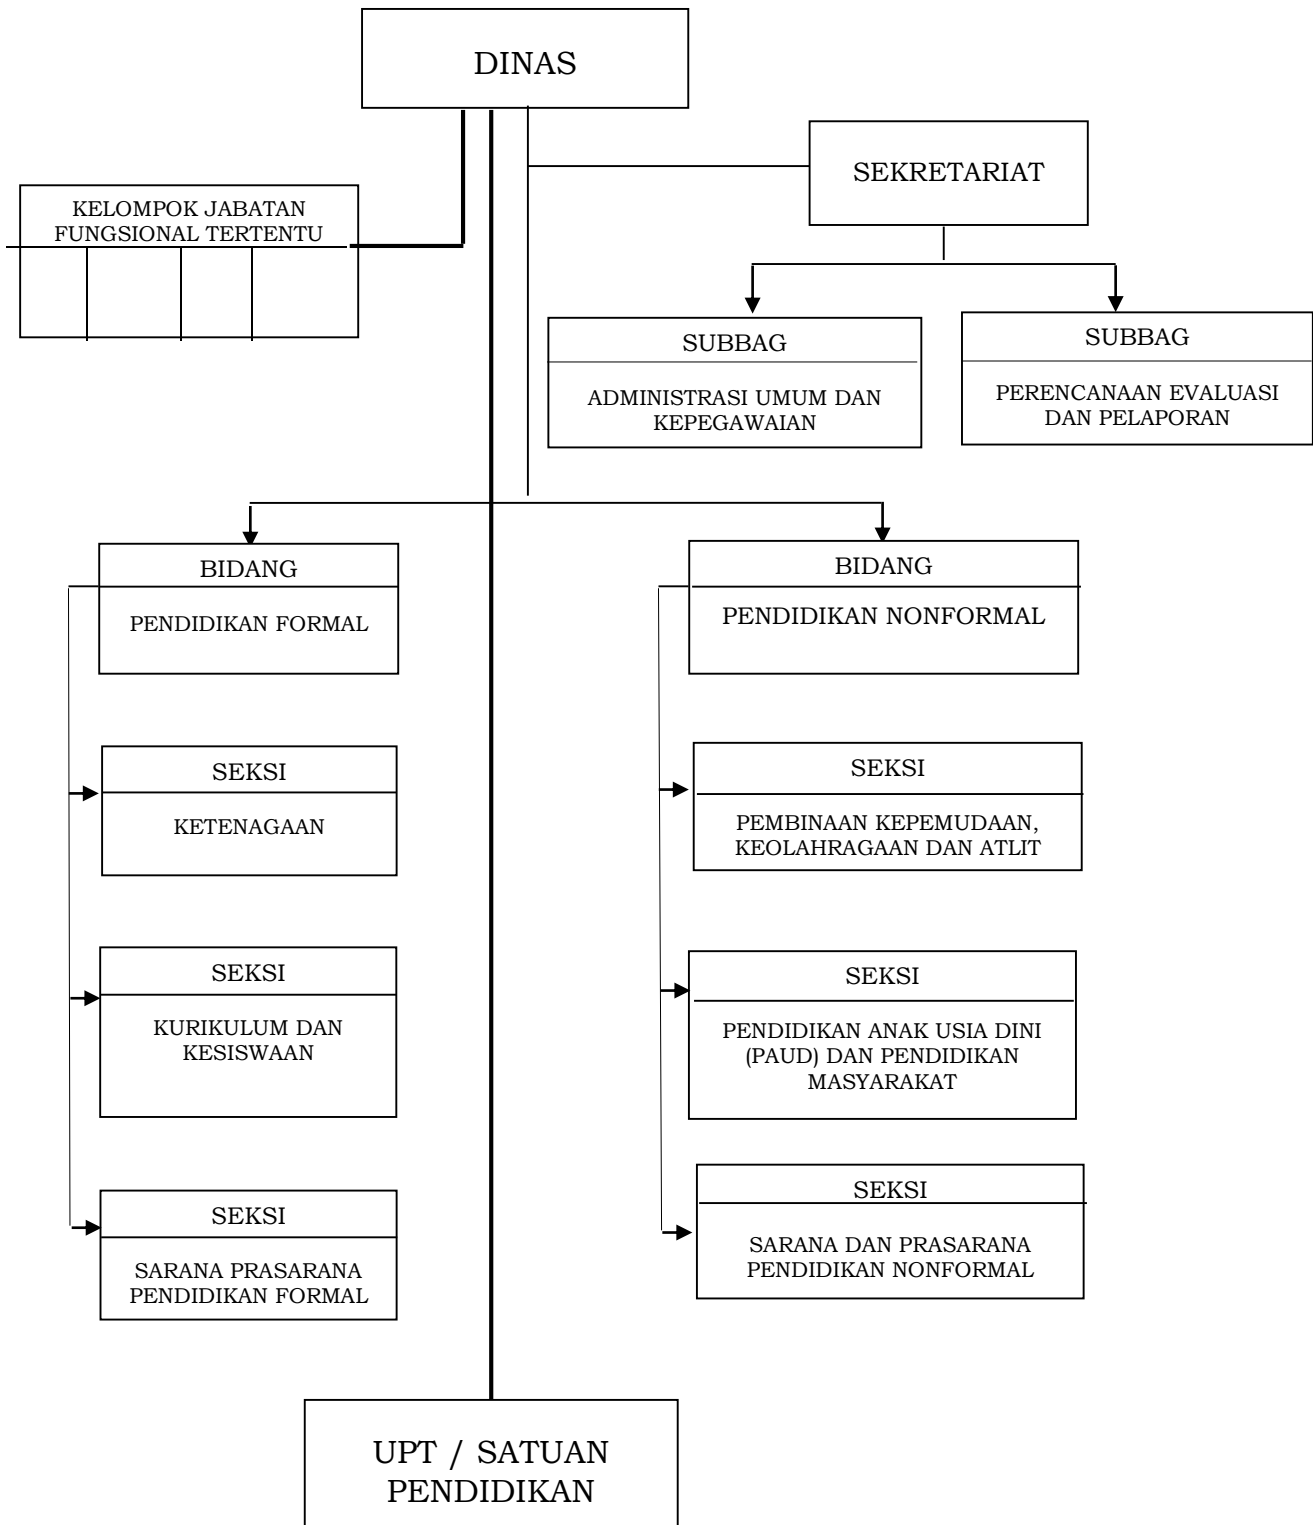 DINAS
SEKRETARIAT
KELOMPOK JABATAN
FUNGSIONAL TERTENTU
SUBBAG
ADMINISTRASI UMUM DAN
KEPEGAWAIAN
SUBBAG
PERENCANAAN EVALUASI
DAN PELAPORAN
BIDANG
PENDIDIKAN FORMAL
BIDANG
PENDIDIKAN NONFORMAL
SEKSI
KETENAGAAN
SEKSI
KURIKULUM DAN
KESISWAAN
SEKSI
SARANA PRASARANA
PENDIDIKAN FORMAL
SEKSI
PEMBINAAN KEPEMUDAAN,
KEOLAHRAGAAN DAN ATLIT
SEKSI
PENDIDIKAN ANAK USIA DINI
(PAUD) DAN PENDIDIKAN
MASYARAKAT
SEKSI
SARANA DAN PRASARANA
PENDIDIKAN NONFORMAL
UPT / SATUAN
PENDIDIKAN